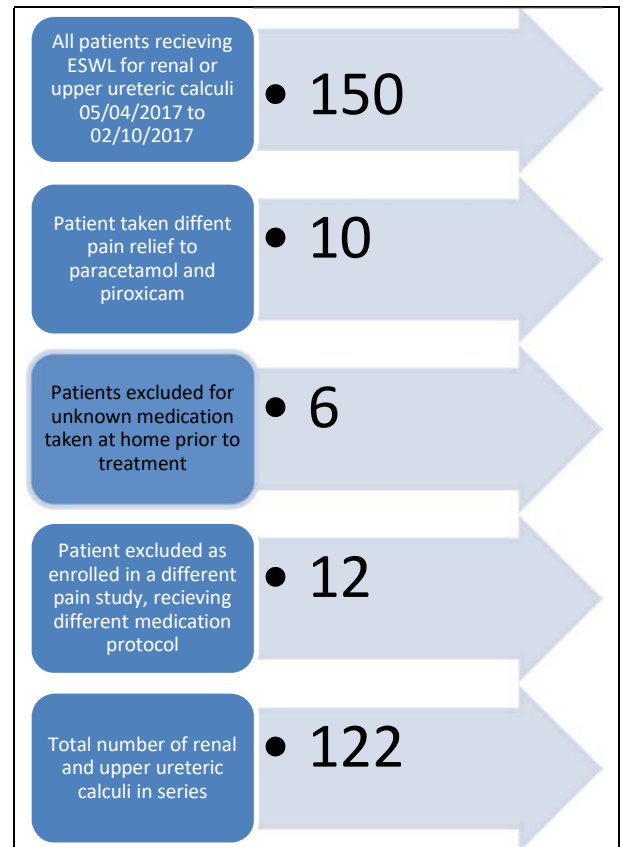 All patients recieving
ESWL for renal or
upper ureteric calculi
05/04/2017 to
02/10/2017
• 150
Patient taken diffent
pain relief to
paracetamol and
piroxicam
• 10
Patients excluded for
unknown medication
taken at home prior to
treatment
• 6
Patient excluded as
enrolled in a different
pain study, recieving
different medication
protocol
• 12
Total number of renal
and upper ureteric
calculi in series
• 122